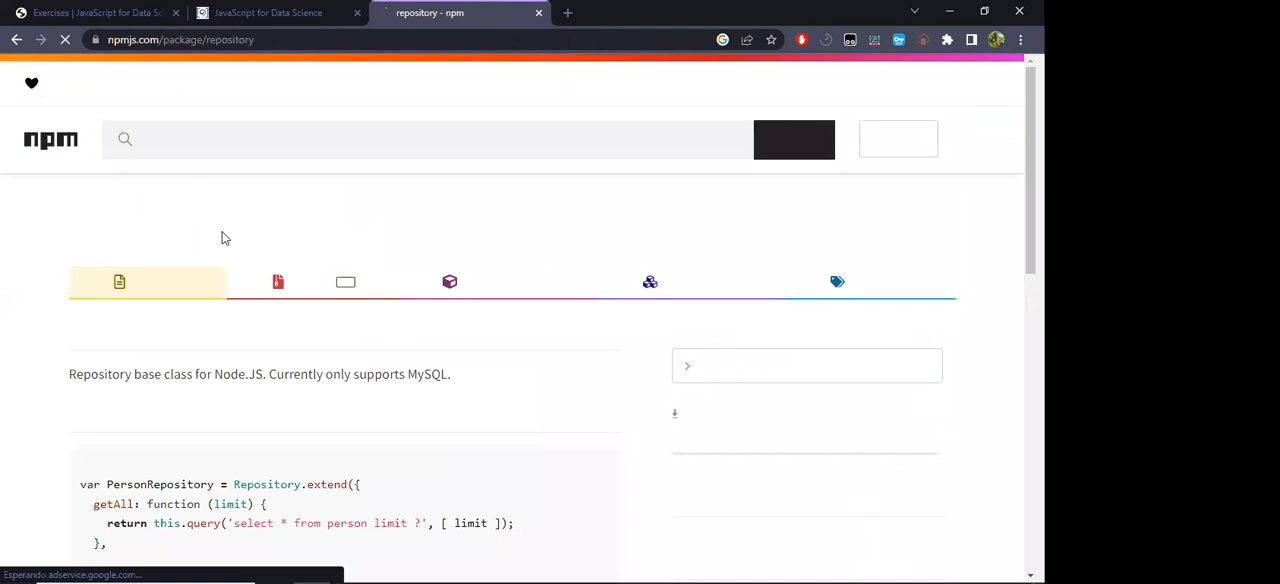 Exercises | JavaScript for Data Sc
JavaScript for Data Science
repository - npm
npmjs.com/package/repository
npm
Repository base class for Node.JS. Currently only supports MySQL.
var PersonRepository = Repository.extend({
getAll: function (limit) {
return this.query('select * from person limit ?', [ limit ]);
},
Esperando adservice.google.com...